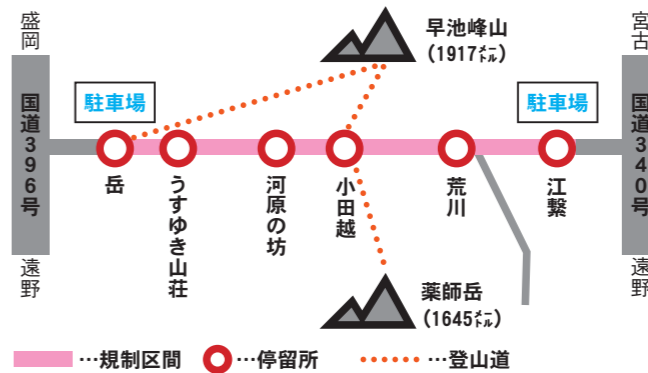 盛岡
国道396号
遠野
駐車場
早池峰山
(1917㍍)
駐車場
宮古
国道340号
遠野
岳
うすゆき山荘
河原の坊
小田越
荒川
江繋
薬師岳
(1645㍍)
…規制区間
…停留所
…登山道